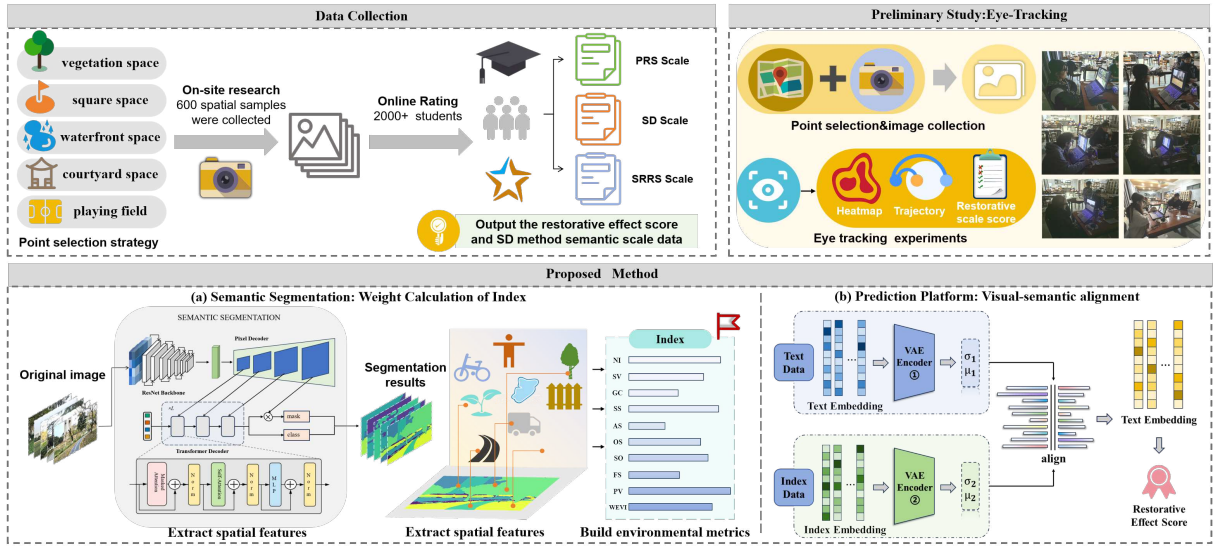 Data Collection
vegetation space
square space
waterfront space
courtyard space
playing field
Point selection strategy
On-site research
600 spatial samples
were collected
Online Rating
2000+ students
PRS Scale
SD Scale
SRRS Scale
Output the restorative effect score
and SD method semantic scale data
Preliminary Study:Eye-Tracking
Point selection&image collection
Heatmap
Trajectory
Restorative
scale score
Eye tracking experiments
Proposed Method
(a) Semantic Segmentation: Weight Calculation of Index
SEMANTIC SEGMENTATION
Pixel Decoder
Original image
ResNet Backbone
mask
class
Transformer Decoder
Masked
Attention
Norm
Self-Attention
Norm
MLP
Norm
Extract spatial features
Segmentation
results
Extract spatial features
Index
NI
SV
GC
SS
AS
OS
SO
FS
PV
WEVI
Build environmental metrics
(b) Prediction Platform: Visual-semantic alignment
Text
Data
Text Embedding
VAE
Encoder
①
σ1
μ1
Index
Data
Index Embedding
VAE
Encoder
②
σ2
μ2
align
Text Embedding
Restorative
Effect Score